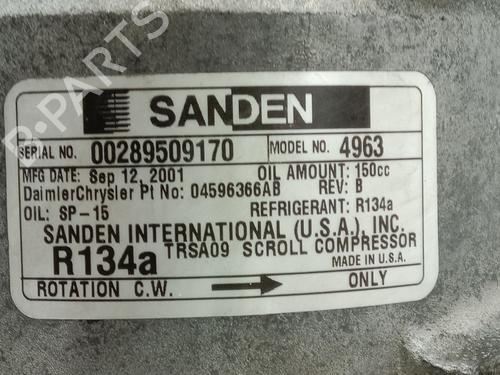 B-PARTS
SANDEN
SERIAL NO. 00289509170 MODEL NO. 4963
MFG DATE: Sep 12, 2001 OIL AMOUNT: 150cc
DaimlerChrysler Pt No: 04596366AB REV: B
OIL: SP-15 REFRIGERANT: R134a
SANDEN INTERNATIONAL (U.S.A.), INC.
R134a TRSA09 SCROLL COMPRESSOR
MADE IN U.S.A.
ROTATION C.W. ONLY